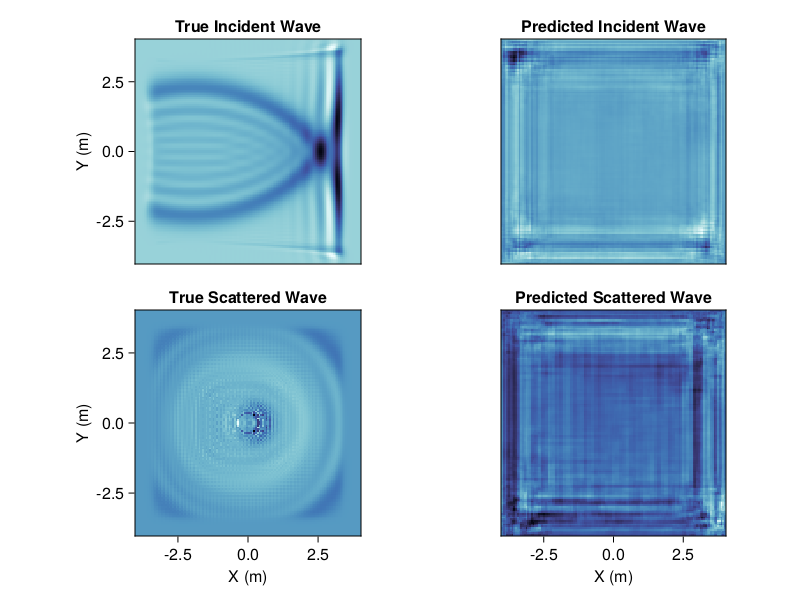 True Incident Wave
Predicted Incident Wave
Y (m)
2.5
0.0
-2.5
True Scattered Wave
Predicted Scattered Wave
Y (m)
2.5
0.0
-2.5
-2.5 0.0 2.5
-2.5 0.0 2.5
X (m)
X (m)